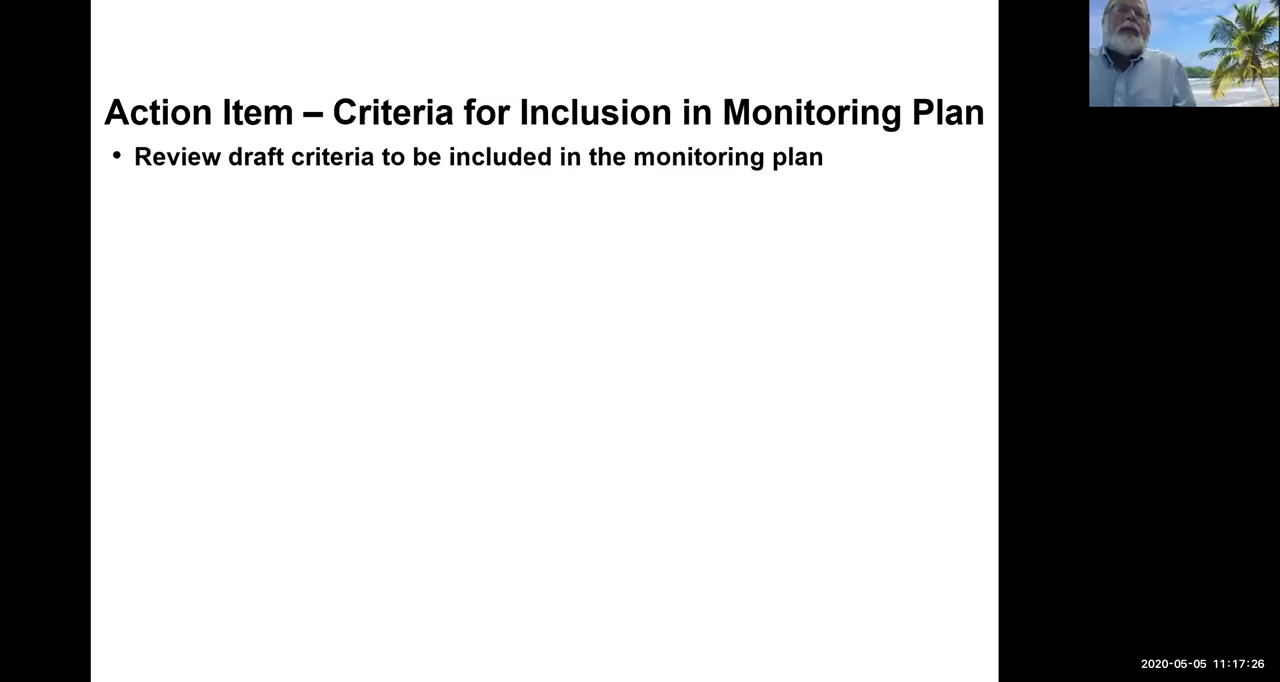 Action Item – Criteria for Inclusion in Monitoring Plan
• Review draft criteria to be included in the monitoring plan
2020-05-05 11:17:26